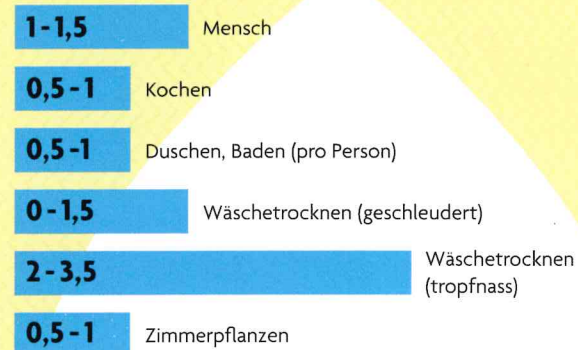 1-1,5 Mensch
0,5-1 Kochen
0,5-1 Duschen, Baden (pro Person)
0-1,5 Wäschetrocknen (geschleudert)
2-3,5 Wäschetrocknen
(tropfnass)
0,5-1 Zimmerpflanzen